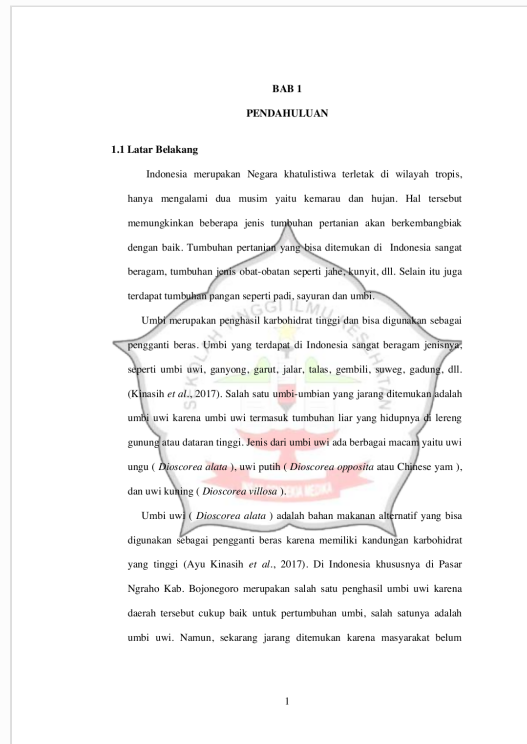 BAB 1
PENDAHULUAN
1.1 Latar Belakang
Indonesia merupakan Negara khatulistiwa terletak di wilayah tropis,
hanya mengalami dua musim yaitu kemarau dan hujan. Hal tersebut
memungkinkan beberapa jenis tumbuhan pertanian akan berkembangbiak
dengan baik. Tumbuhan pertanian yang bisa ditemukan di Indonesia sangat
beragam, tumbuhan jenis obat-obatan seperti jahe, kunyit, dll. Selain itu juga
terdapat tumbuhan pangan seperti padi, sayuran dan umbi.
Umbi merupakan penghasil karbohidrat tinggi dan bisa digunakan sebagai
pengganti beras. Umbi yang terdapat di Indonesia sangat beragam jenisnya,
seperti umbi uwi, ganyong, garut, jalar, talas, gembili, suweg, gadung, dll.
(Kinasih et al., 2017). Salah satu umbi-umbian yang jarang ditemukan adalah
umbi uwi karena umbi uwi termasuk tumbuhan liar yang hidupnya di lereng
gunung atau dataran tinggi. Jenis dari umbi uwi ada berbagai macam yaitu uwi
ungu ( Dioscorea alata ), uwi putih ( Dioscorea opposita atau Chinese yam ),
dan uwi kuning ( Dioscorea villosa ).
Umbi uwi ( Dioscorea alata ) adalah bahan makanan alternatif yang bisa
digunakan sebagai pengganti beras karena memiliki kandungan karbohidrat
yang tinggi (Ayu Kinasih et al., 2017). Di Indonesia khususnya di Pasar
Ngraho Kab. Bojonegoro merupakan salah satu penghasil umbi uwi karena
daerah tersebut cukup baik untuk pertumbuhan umbi, salah satunya adalah
umbi uwi. Namun, sekarang jarang ditemukan karena masyarakat belum
SEKOLAH TINGGI ILMU KESEHATAN
1